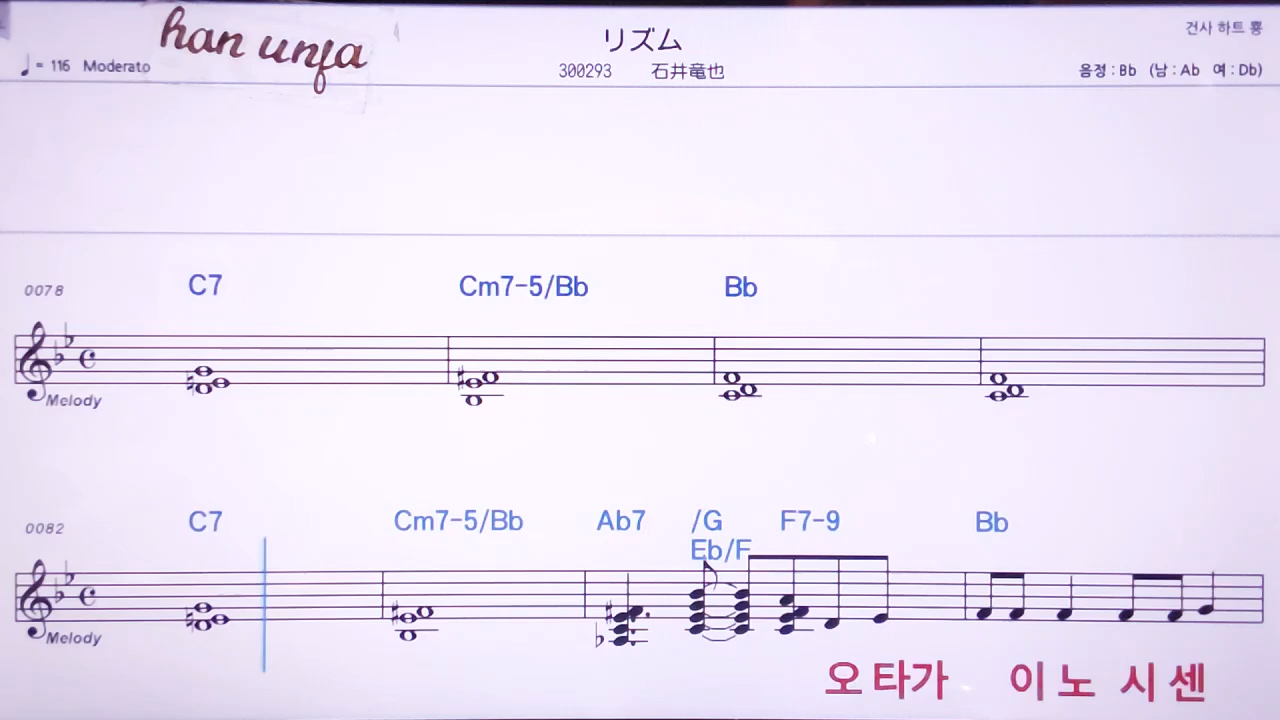 han unfa
リズム
건사 하트 뿅
♩= 116 Moderato
300293 石井竜也
음정 : Bb (남 : Ab 여 : Db)
0078 C7 Cm7-5/Bb Bb
Melody
0082 C7 Cm7-5/Bb Ab7 /G F7-9 Bb
Eb/F
Melody
오 타가 이 노 시 센